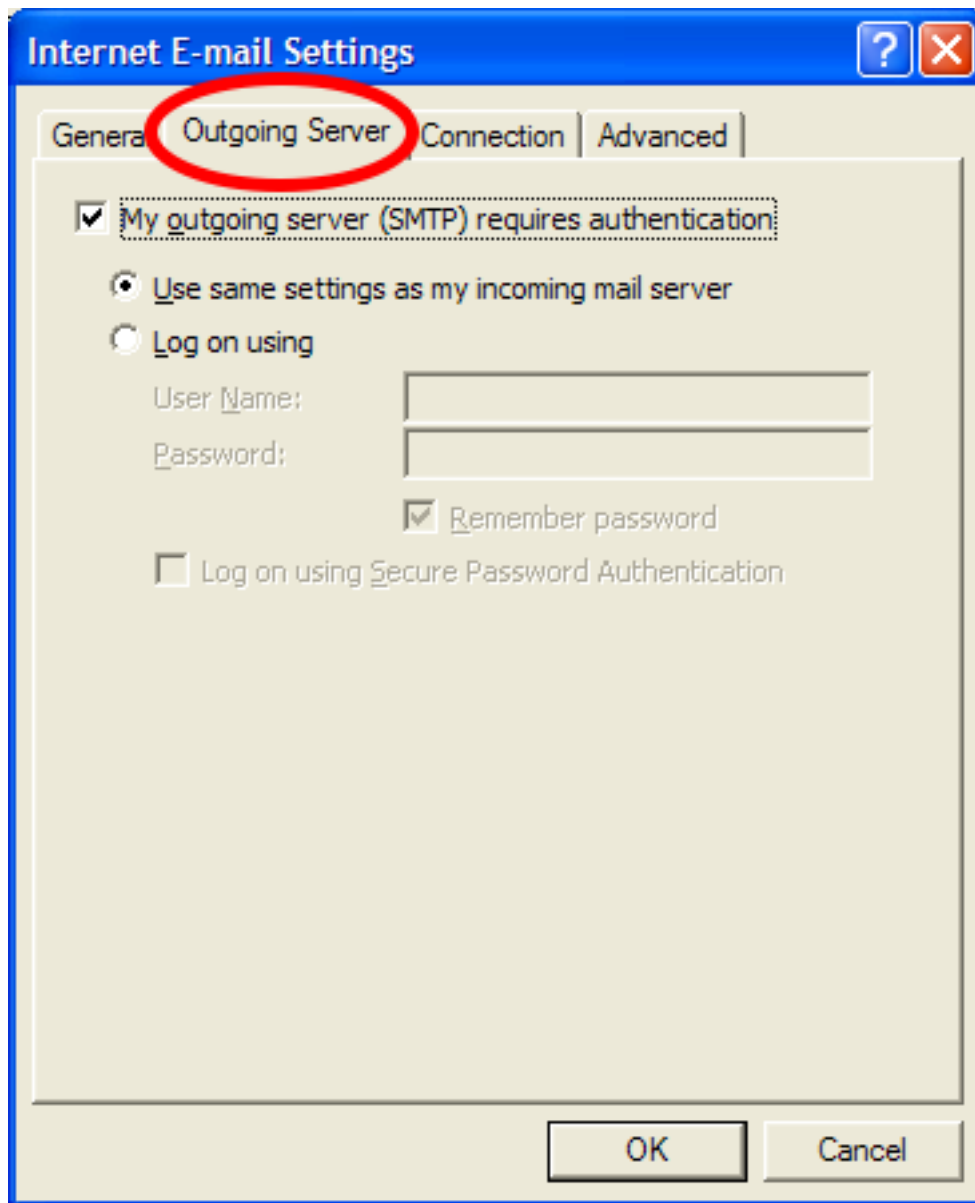 Internet E-mail Settings
General Outgoing Server Connection Advanced
My outgoing server (SMTP) requires authentication
Use same settings as my incoming mail server
Log on using
User Name:
Password:
Remember password
Log on using Secure Password Authentication
OK Cancel